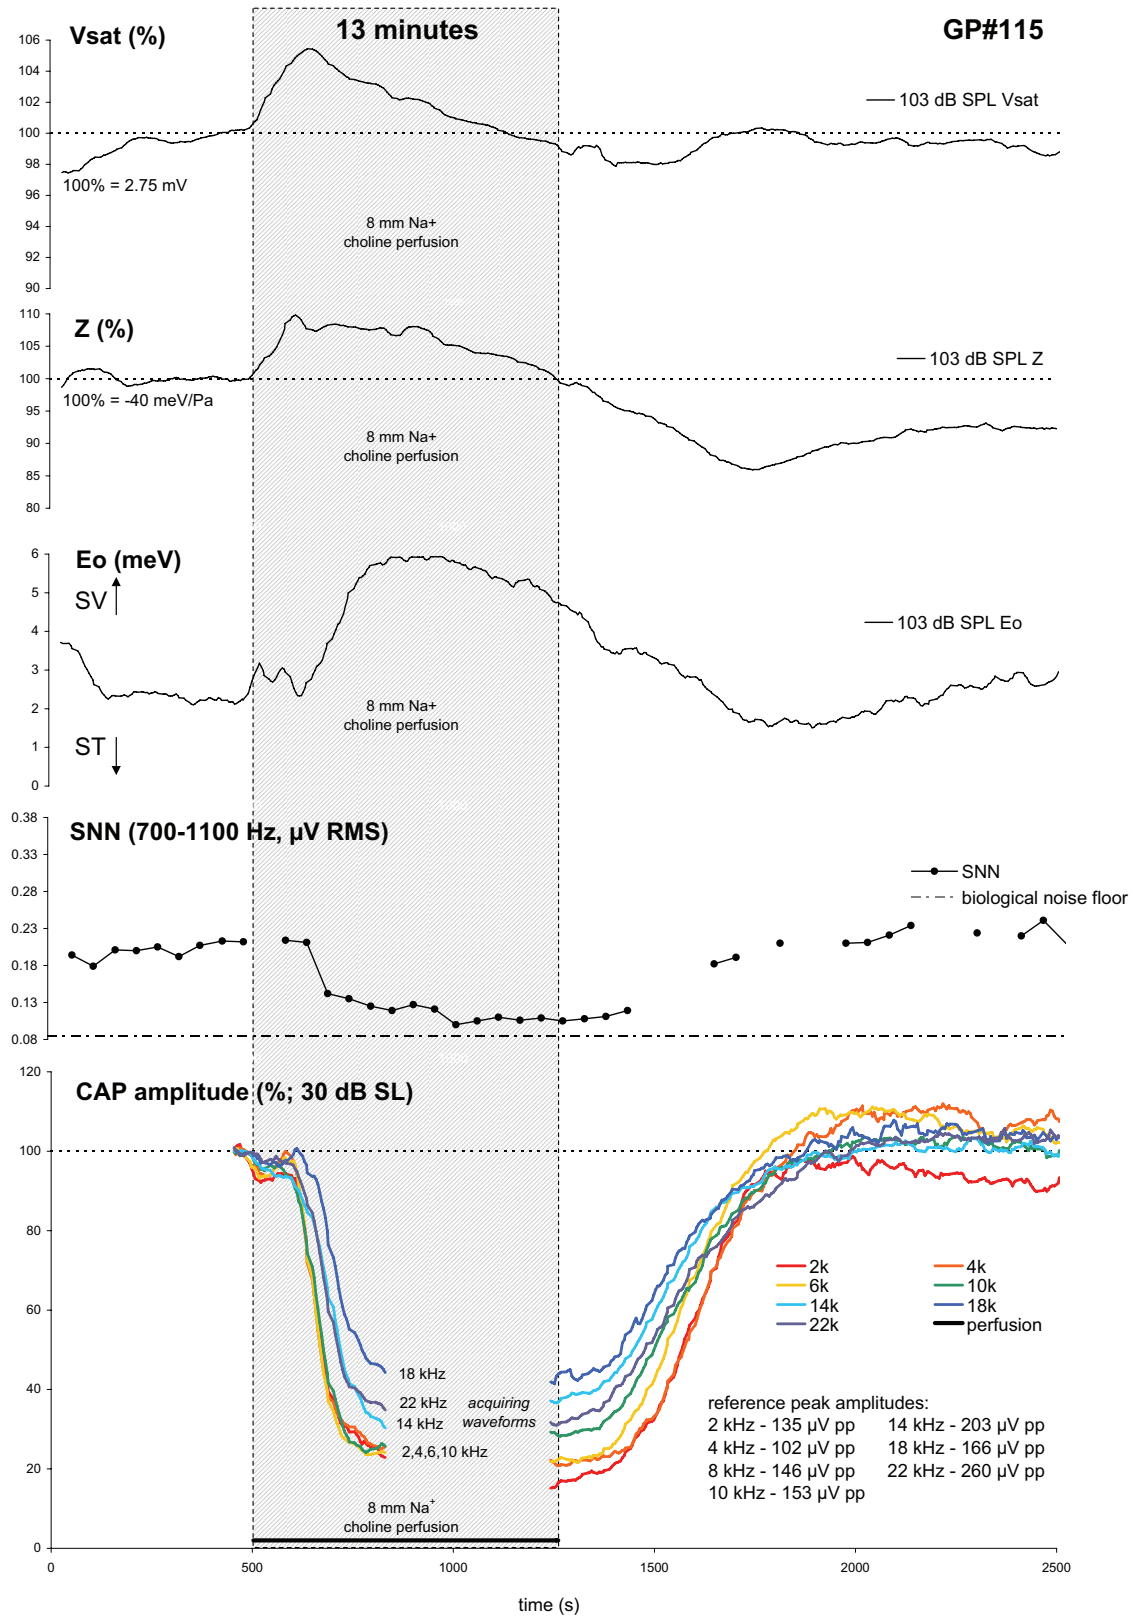 13 minutes
GP#115
Vsat (%)
106
104
102
100
98
96
94
92
90
103 dB SPL Vsat
100% = 2.75 mV
8 mm Na+
choline perfusion
Z (%)
110
105
100
95
90
85
80
103 dB SPL Z
100% = -40 meV/Pa
8 mm Na+
choline perfusion
Eo (meV)
6
5
4
3
2
1
0
SV
ST
103 dB SPL Eo
8 mm Na+
choline perfusion
1000
SNN (700-1100 Hz, µV RMS)
0.38
0.33
0.28
0.23
0.18
0.13
0.08
SNN
biological noise floor
1000
CAP amplitude (%; 30 dB SL)
120
100
80
60
40
20
0
18 kHz
22 kHz
14 kHz
2,4,6,10 kHz
acquiring
waveforms
2k
4k
6k
10k
14k
18k
22k
perfusion
reference peak amplitudes:
2 kHz - 135 µV pp 14 kHz - 203 µV pp
4 kHz - 102 µV pp 18 kHz - 166 µV pp
8 kHz - 146 µV pp 22 kHz - 260 µV pp
10 kHz - 153 µV pp
8 mm Na+
choline perfusion
0 500 1000 1500 2000 2500
time (s)